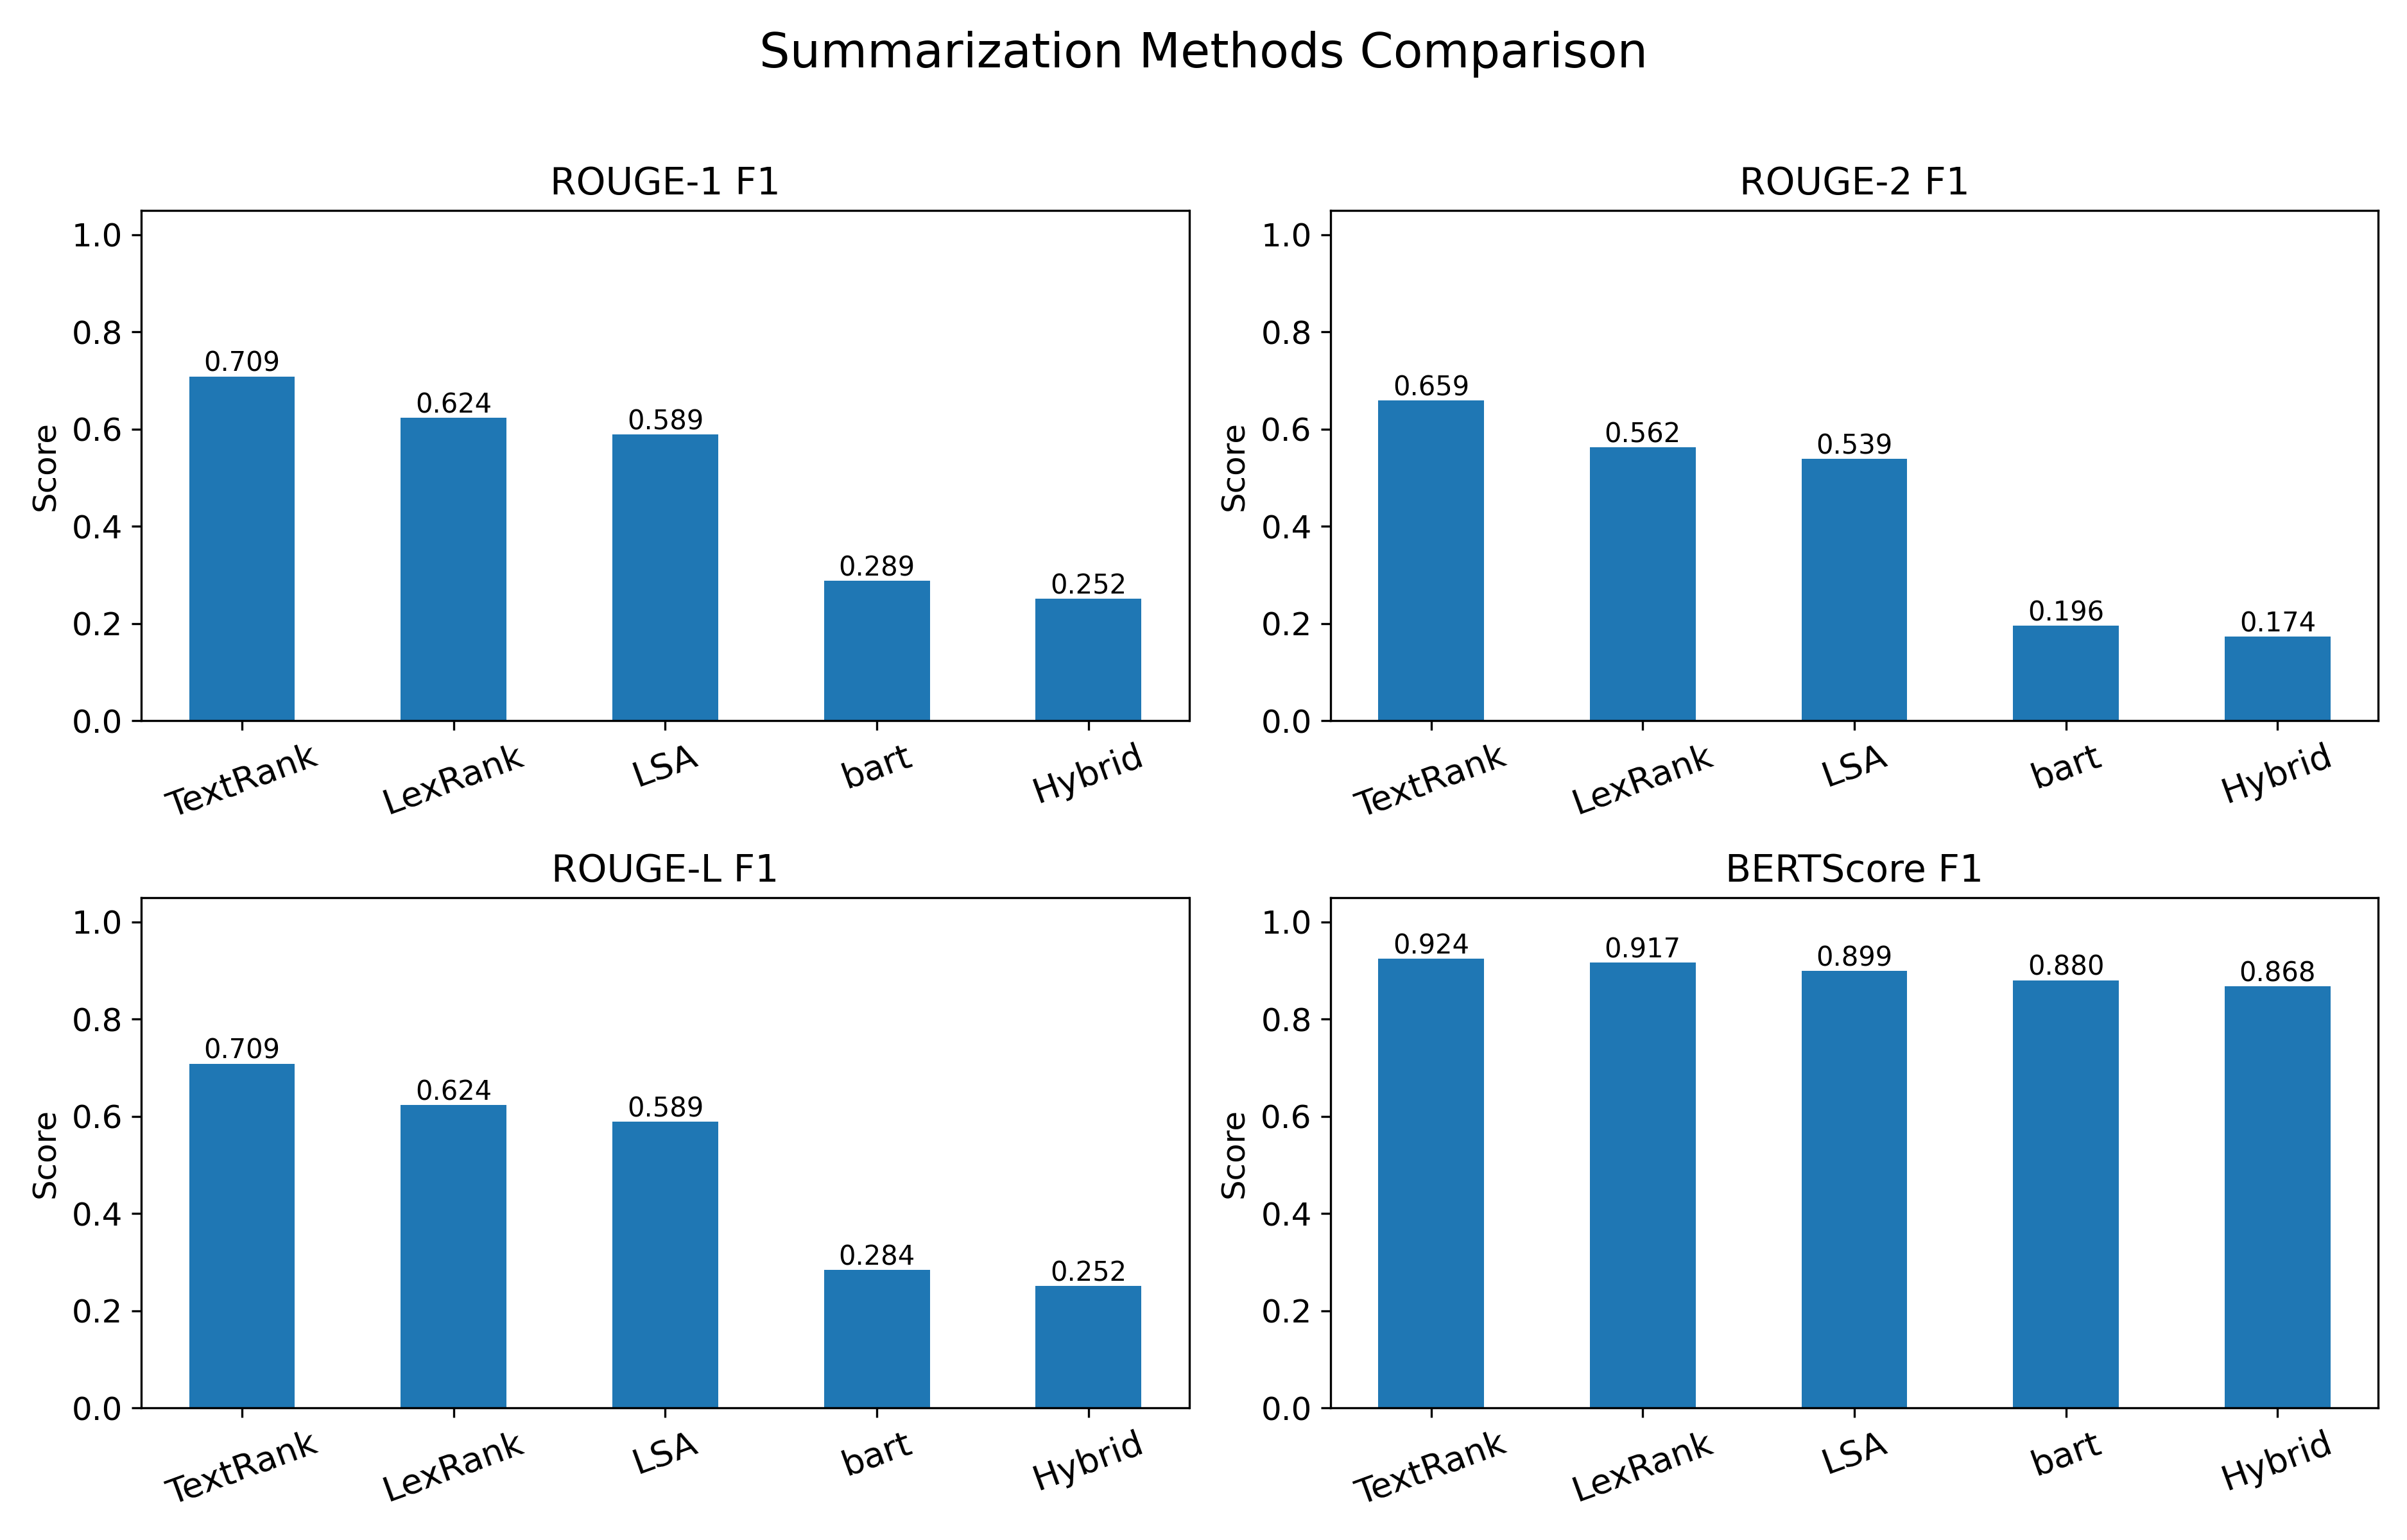 Summarization Methods Comparison
ROUGE-1 F1
Score
1.0
0.8
0.6
0.4
0.2
0.0
0.709
0.624
0.589
0.289
0.252
TextRank
LexRank
LSA
bart
Hybrid
ROUGE-2 F1
Score
1.0
0.8
0.6
0.4
0.2
0.0
0.659
0.562
0.539
0.196
0.174
TextRank
LexRank
LSA
bart
Hybrid
ROUGE-L F1
Score
1.0
0.8
0.6
0.4
0.2
0.0
0.709
0.624
0.589
0.284
0.252
TextRank
LexRank
LSA
bart
Hybrid
BERTScore F1
Score
1.0
0.8
0.6
0.4
0.2
0.0
0.924
0.917
0.899
0.880
0.868
TextRank
LexRank
LSA
bart
Hybrid